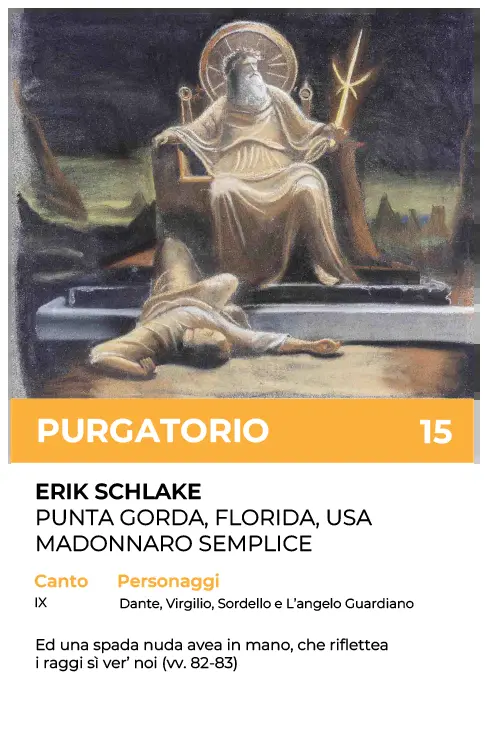 PURGATORIO 15
ERIK SCHLAKE
PUNTA GORDA, FLORIDA, USA
MADONNARO SEMPLICE
Canto Personaggi
IX Dante, Virgilio, Sordello e L'angelo Guardiano
Ed una spada nuda avea in mano, che riflettea
i raggi sì ver' noi (vv. 82-83)